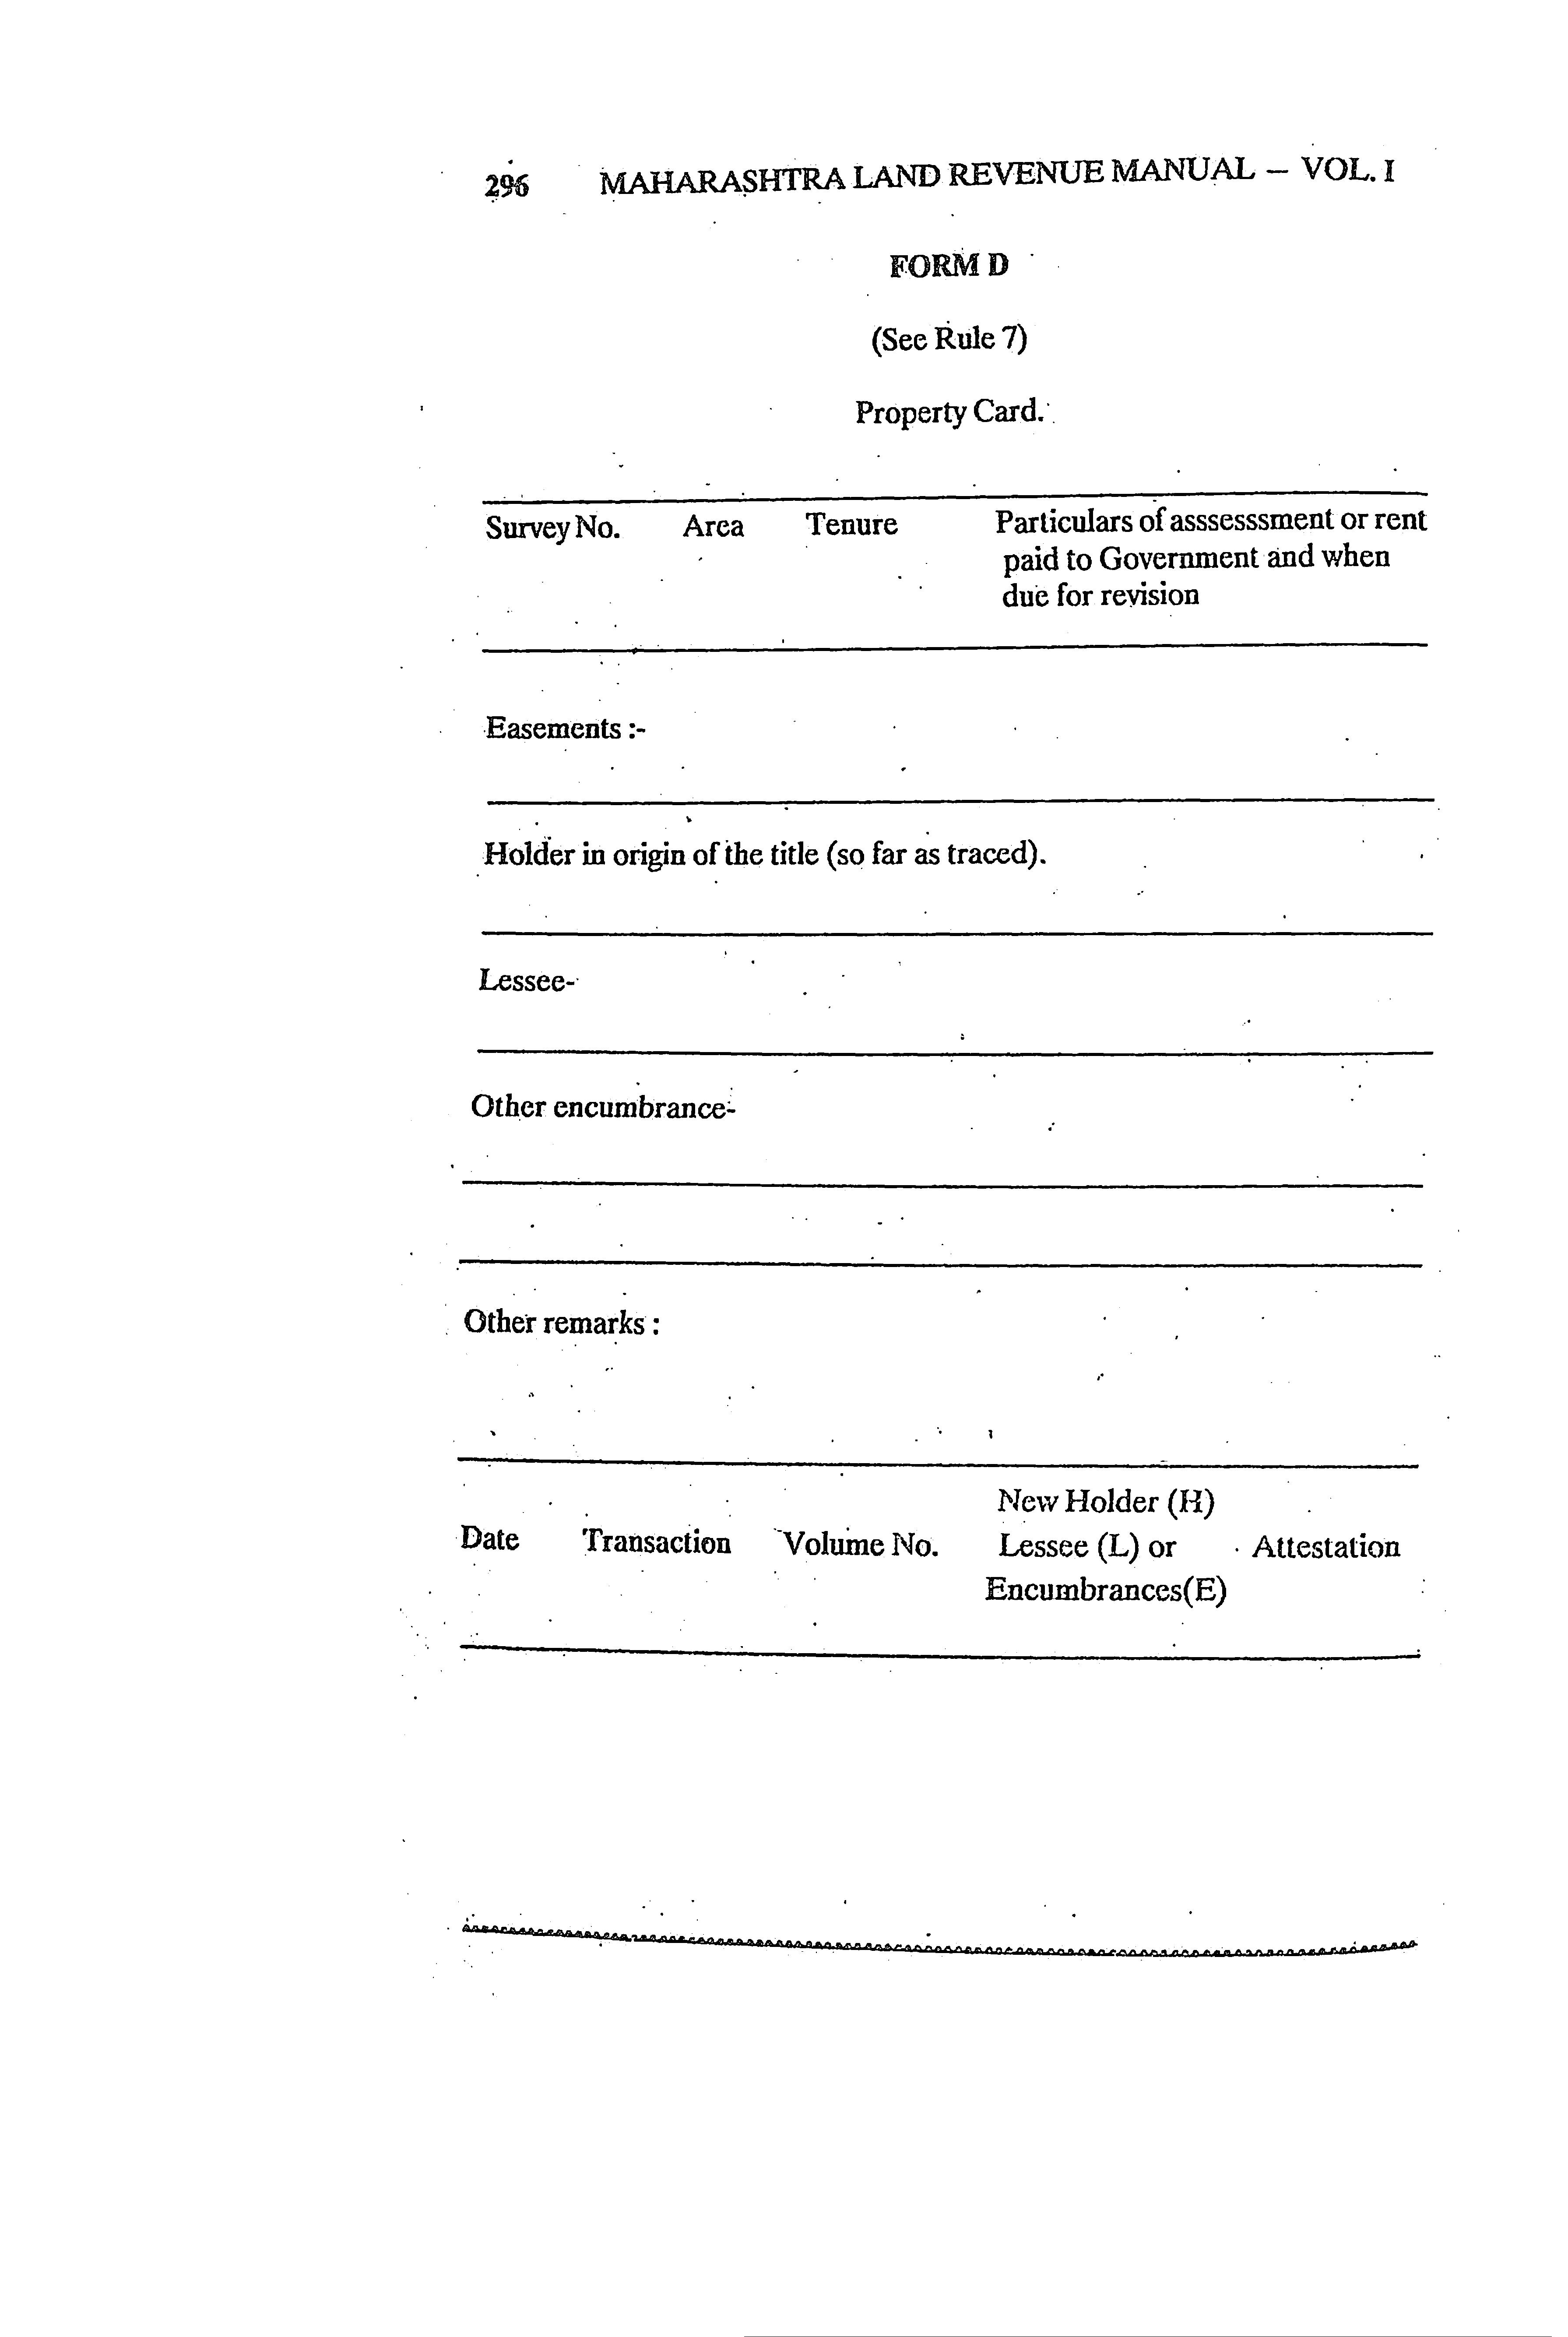 296 MAHARASHTRA LAND REVENUE MANUAL – VOL. I
FORM D
(See Rule 7)
Property Card.
Survey No. Area Tenure Particulars of asssesssment or rent
paid to Government and when
due for revision
Easements :-
Holder in origin of the title (so far as traced).
Lessee-
Other encumbrance-
Other remarks :
New Holder (H)
Date Transaction Volume No. Lessee (L) or Attestation
Encumbrances(E)